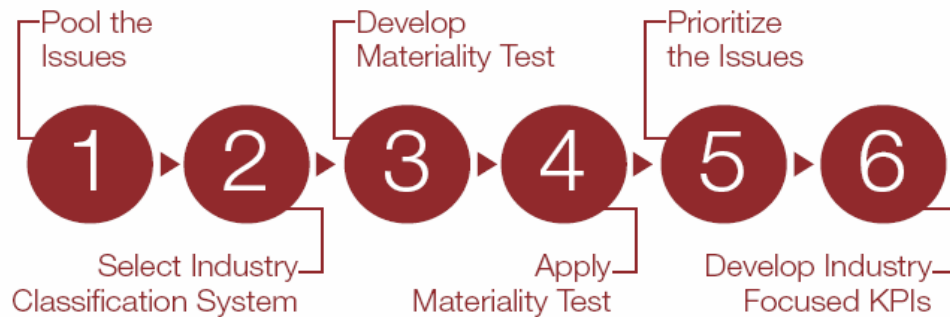 Pool the
Issues
Develop
Materiality Test
Prioritize
the Issues
1
2
3
4
5
6
Select Industry
Classification System
Apply
Materiality Test
Develop Industry
Focused KPIs